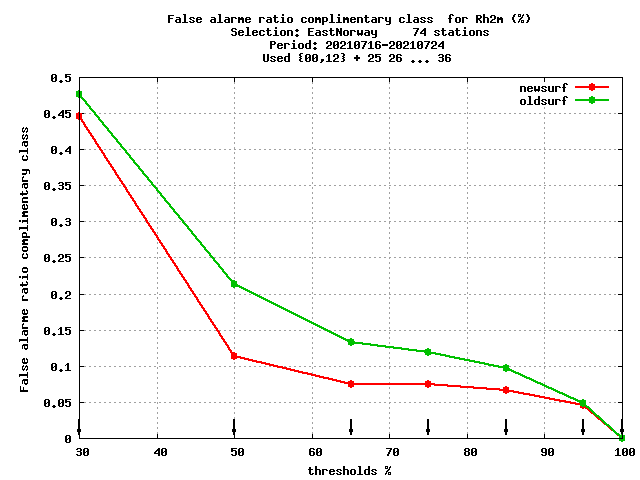 False alarme ratio complimentary class  for Rh2m (%)
Selection: EastNorway     74 stations
Period: 20210716-20210724
Used {00,12} + 25 26 ... 36
newsurf
oldsurf
False alarme ratio complimentary class
0.5
0.45
0.4
0.35
0.3
0.25
0.2
0.15
0.1
0.05
0
30 40 50 60 70 80 90 100
thresholds %